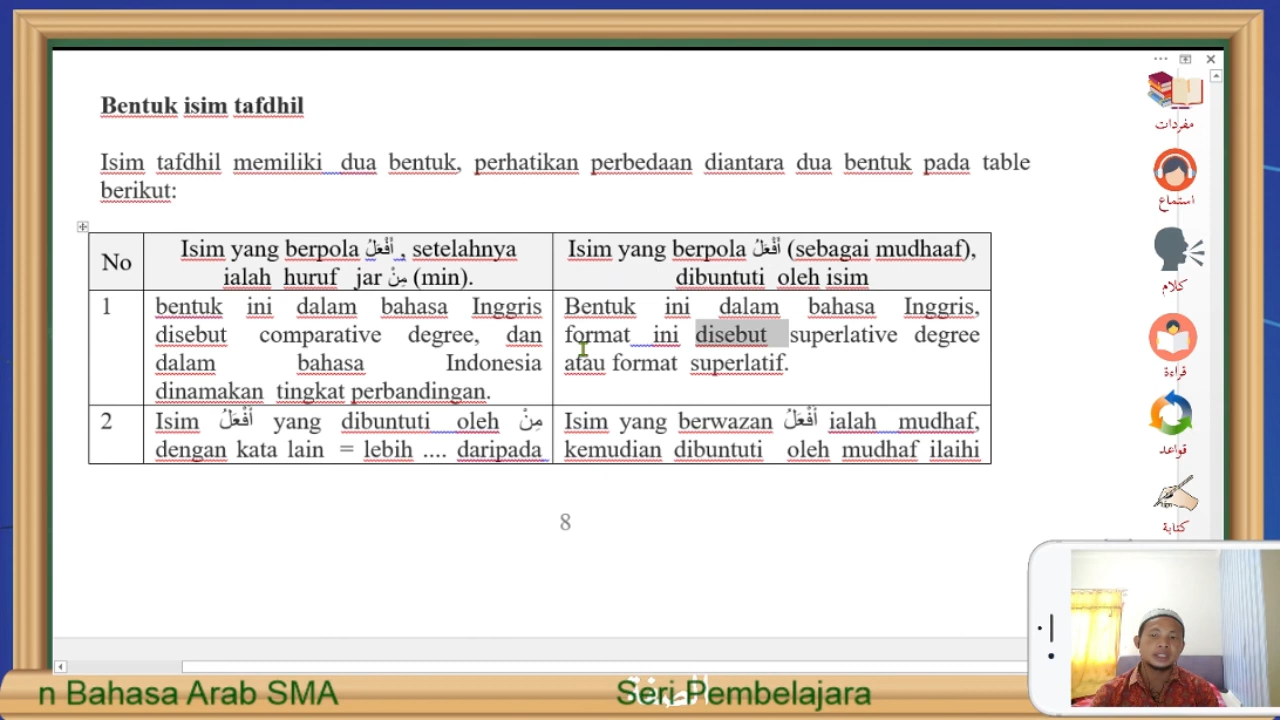 Bentuk isim tafdhil
Isim tafdhil memiliki dua bentuk, perhatikan perbedaan diantara dua bentuk pada table
berikut:
No
Isim yang berpola أَفْعَلُ , setelahnya
ialah huruf jar مِنْ (min).
Isim yang berpola أَفْعَلُ (sebagai mudhaaf),
dibuntuti oleh isim
1
bentuk ini dalam bahasa Inggris
disebut comparative degree, dan
dalam bahasa Indonesia
dinamakan tingkat perbandingan.
Bentuk ini dalam bahasa Inggris,
format ini disebut superlative degree
atau format superlatif.
2
Isim أَفْعَلُ yang dibuntuti oleh مِنْ
dengan kata lain = lebih .... daripada
Isim yang berwazan أَفْعَلُ ialah mudhaf,
kemudian dibuntuti oleh mudhaf ilaihi
8
مفردات
استماع
كلام
قراءة
قواعد
كتابة
n Bahasa Arab SMA
Seri Pembelajara